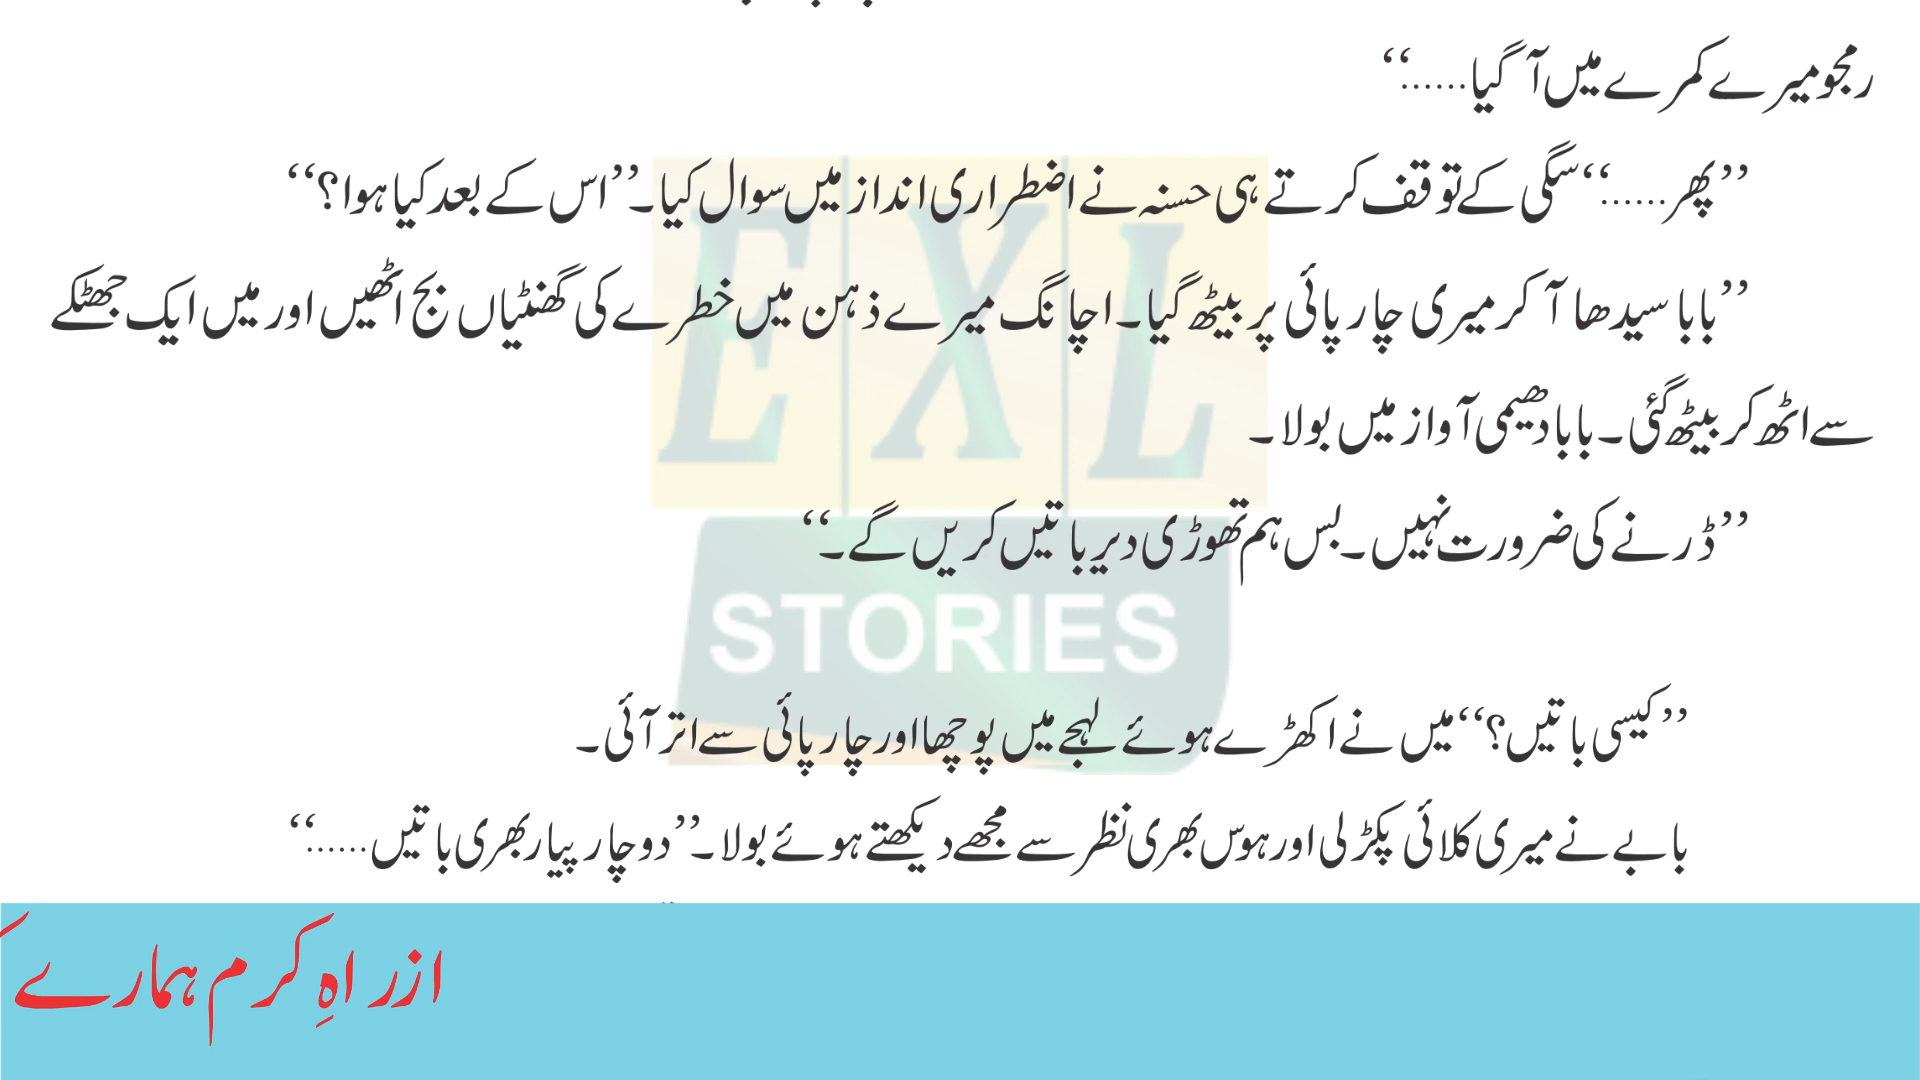 رمجو میرے کمرے میں آ گیا......‘‘
’’پھر......‘‘ سگی کے توقف کرتے ہی حسنہ نے اضطراری انداز میں سوال کیا۔ ’’اس کے بعد کیا ہوا؟‘‘
’’بابا سیدھا آ کر میری چارپائی پر بیٹھ گیا۔ اچانگ میرے ذہن میں خطرے کی گھنٹیاں بج اٹھیں اور میں ایک جھٹکے
سے اٹھ کر بیٹھ گئی۔ بابا دھیمی آواز میں بولا۔
’’ڈرنے کی ضرورت نہیں۔ بس ہم تھوڑی دیر باتیں کریں گے۔‘‘
’’کیسی باتیں؟‘‘ میں نے اکھڑے ہوئے لہجے میں پوچھا اور چارپائی سے اتر آئی۔
بابے نے میری کلائی پکڑ لی اور ہوس بھری نظر سے مجھے دیکھتے ہوئے بولا۔ ’’دو چار پیار بھری باتیں......‘‘
EXL
STORIES
ازراہِ کرم ہمارے